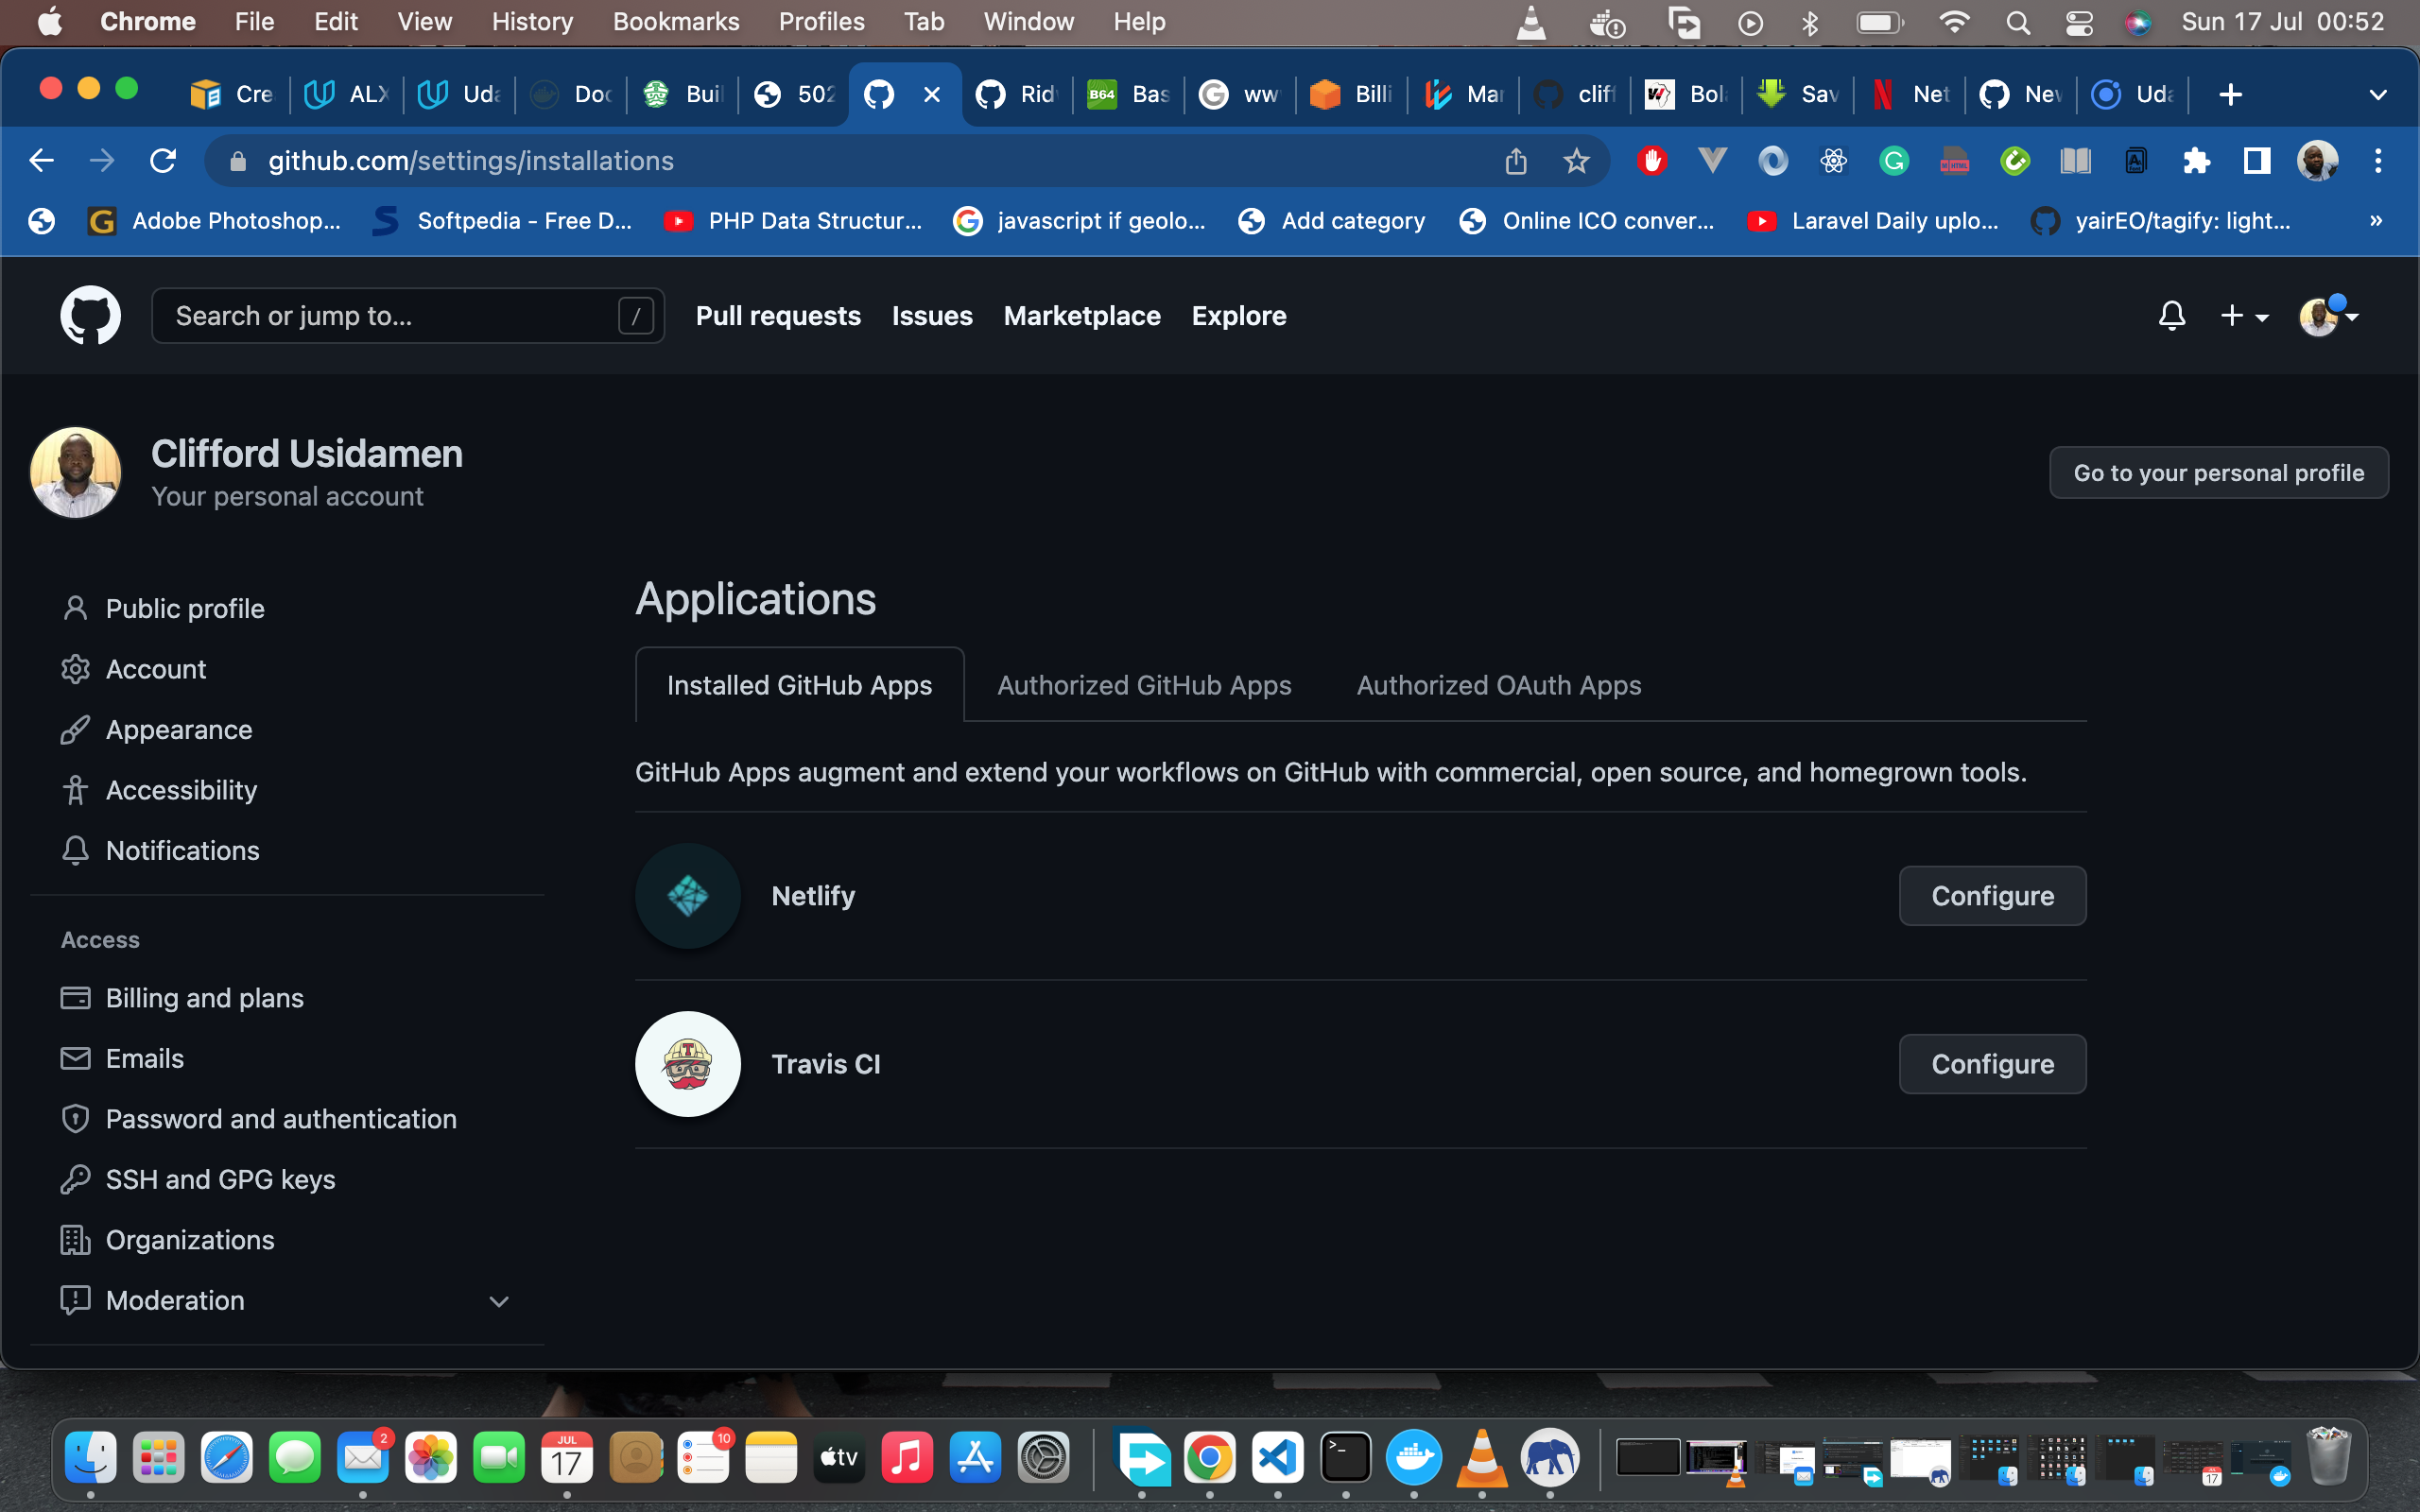 Chrome File Edit View History Bookmarks Profiles Tab Window Help Sun 17 Jul 00:52
Cre ALX Uda Doc Buil 502 Rid B64 Bas ww Billi Mar cliff Bol Sav Net Nev Uda
github.com/settings/installations
Adobe Photoshop... Softpedia - Free D... PHP Data Structur... javascript if geolo... Add category Online ICO conver... Laravel Daily uplo... yairEO/tagify: light... »
Search or jump to... / Pull requests Issues Marketplace Explore
Clifford Usidamen
Your personal account
Go to your personal profile
Public profile
Account
Appearance
Accessibility
Notifications
Access
Billing and plans
Emails
Password and authentication
SSH and GPG keys
Organizations
Moderation
Applications
Installed GitHub Apps Authorized GitHub Apps Authorized OAuth Apps
GitHub Apps augment and extend your workflows on GitHub with commercial, open source, and homegrown tools.
Netlify Configure
Travis CI Configure
2 JUL 17 10 tv